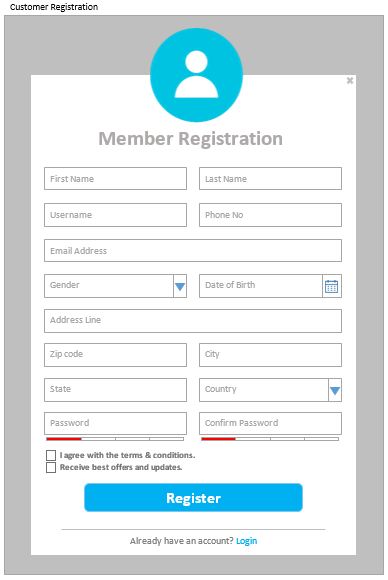 Customer Registration
Member Registration
First Name
Last Name
Username
Phone No
Email Address
Gender
Date of Birth
Address Line
Zip code
City
State
Country
Password
Confirm Password
I agree with the terms & conditions.
Receive best offers and updates.
Register
Already have an account? Login